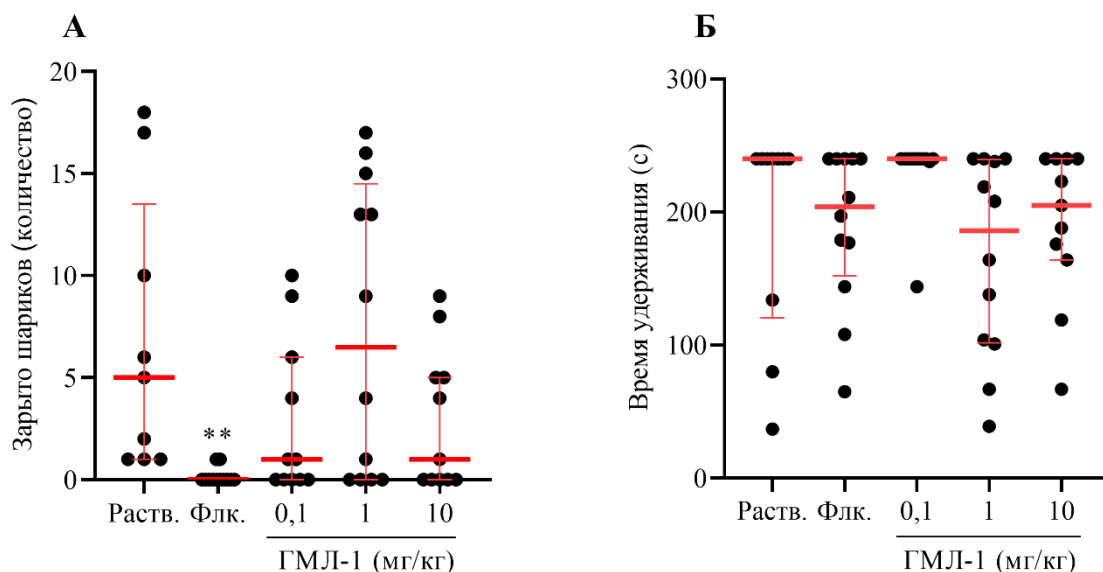 А
Зарыто шариков (количество)
20
15
10
5
0
**
Раств. Флк. 0,1 1 10
ГМЛ-1 (мг/кг)
Б
Время удерживания (с)
300
200
100
0
Раств. Флк. 0,1 1 10
ГМЛ-1 (мг/кг)